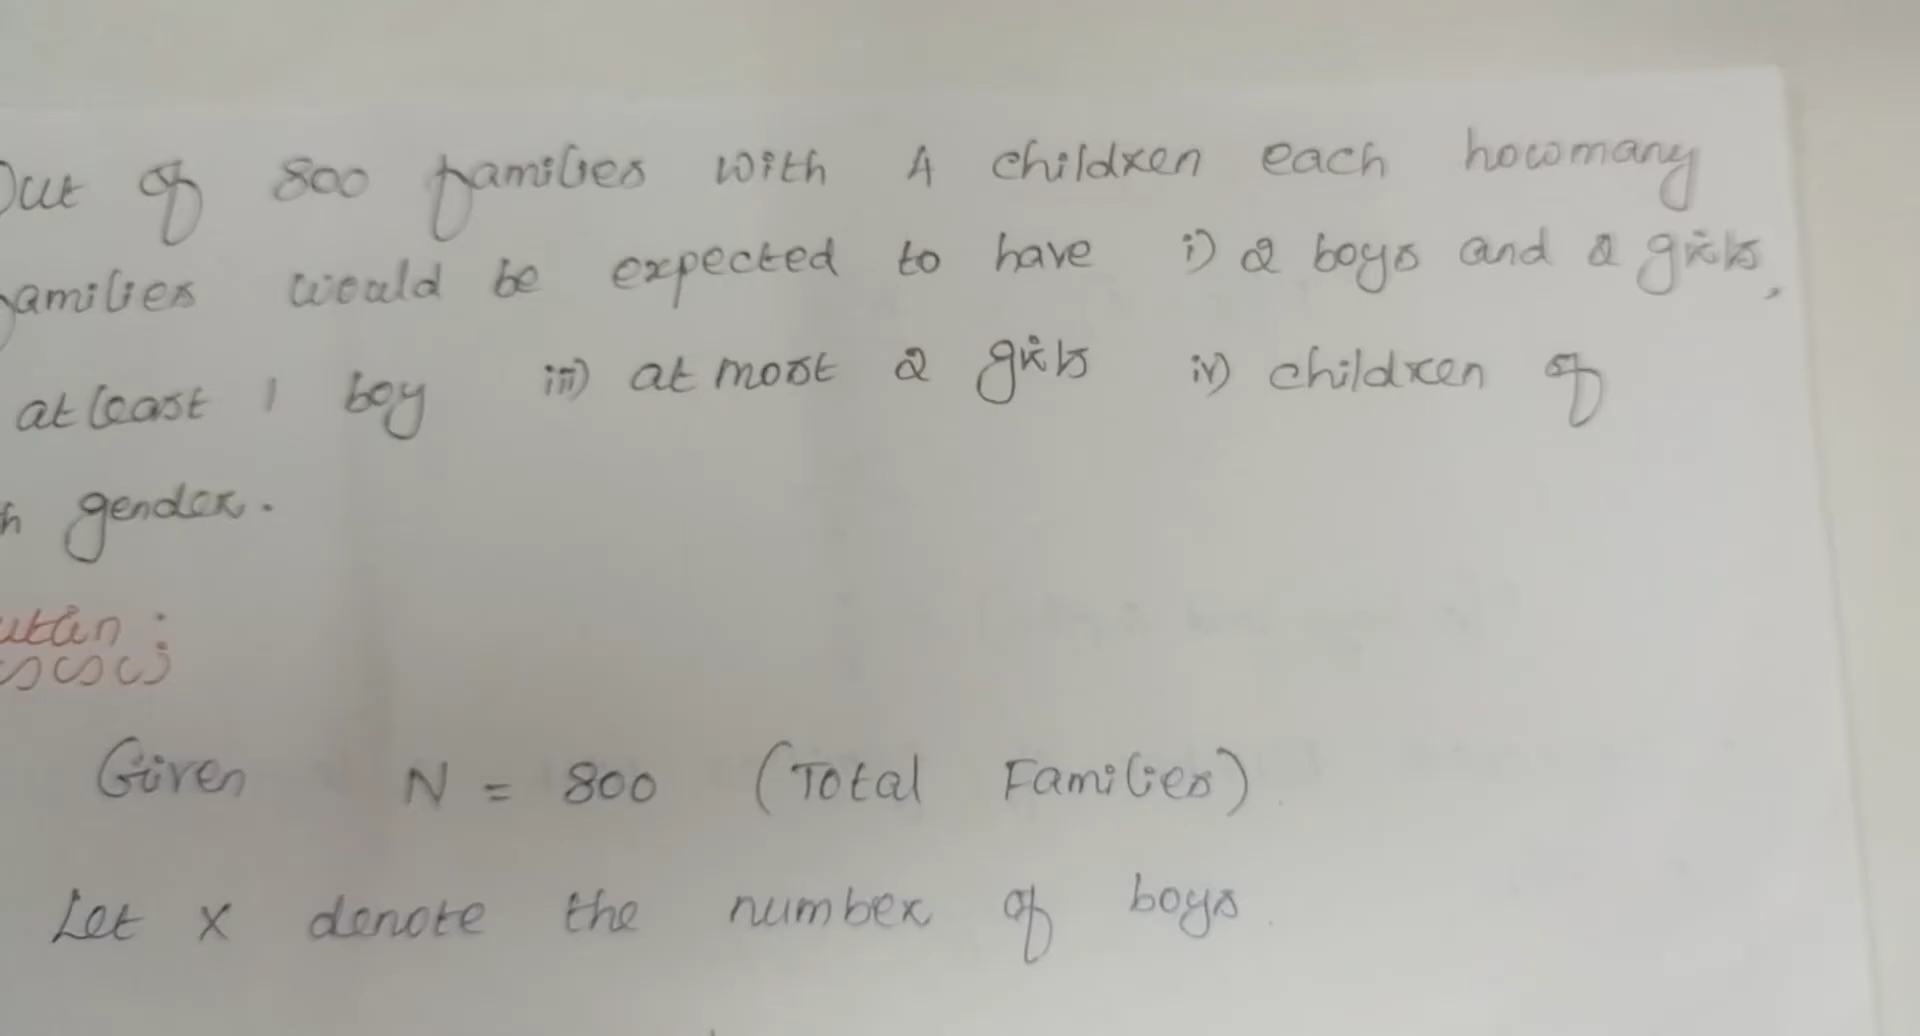 Out of 800 families with 4 children each howmany
families would be expected to have i) 2 boys and 2 girls,
at least 1 boy iii) at most 2 girls iv) children of
gender.
Given N = 800 (Total Families)
Let X denote the number of boys